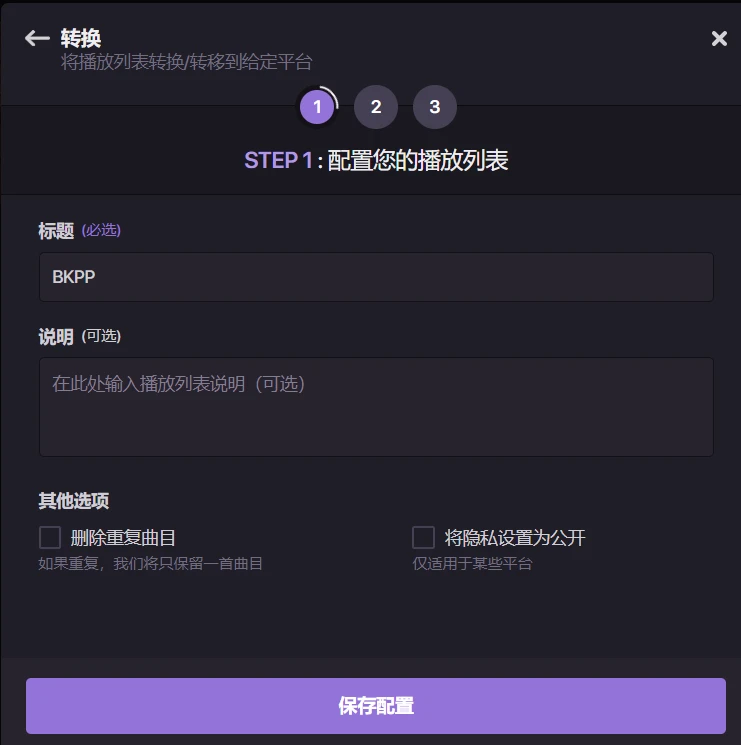 转换
将播放列表转换/转移到给定平台
1 2 3
STEP 1: 配置您的播放列表
标题 (必选)
BKPP
说明 (可选)
在此处输入播放列表说明（可选）
其他选项
删除重复曲目 将隐私设置为公开
如果重复，我们将只保留一首曲目 仅适用于某些平台
保存配置